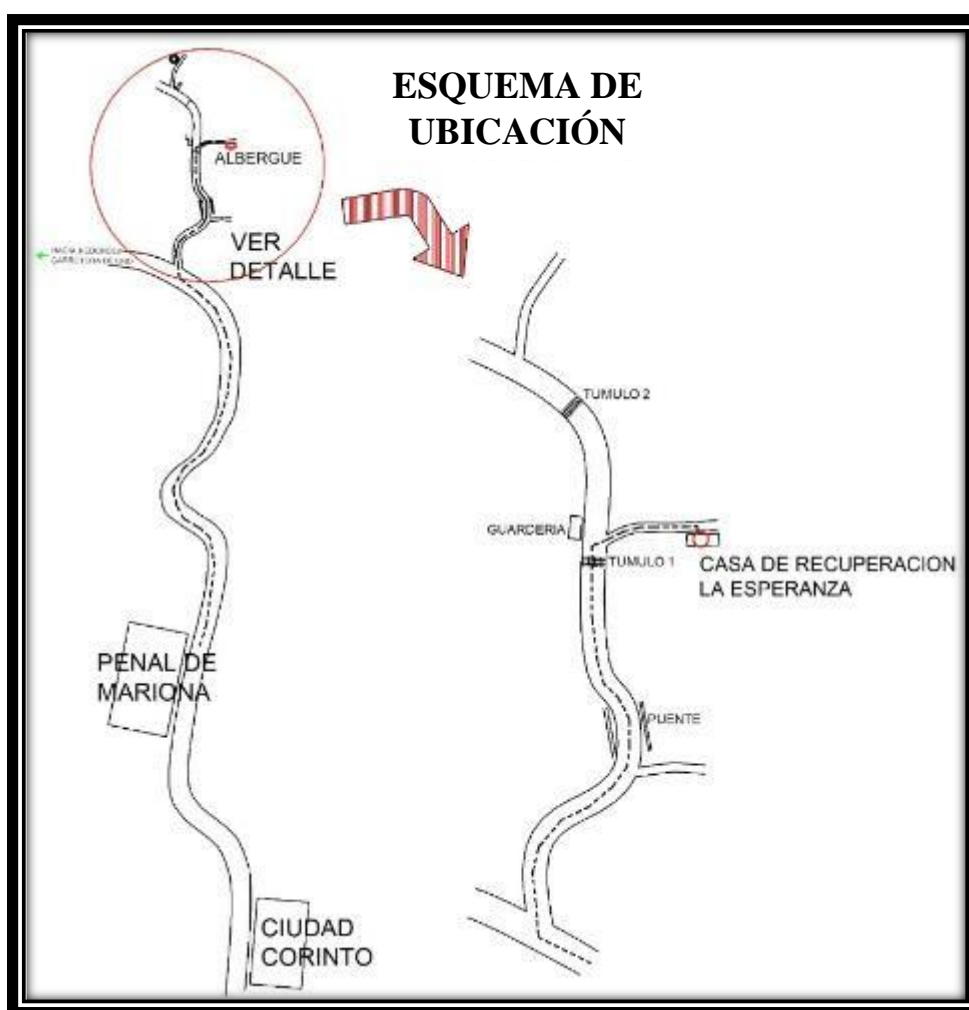 ESQUEMA DE
UBICACIÓN
ALBERGUE
VER
DETALLE
HACIA
TUMULO 2
GUARDERIA
TUMULO 1
CASA DE RECUPERACION
LA ESPERANZA
PENAL DE
MARIONA
PUENTE
CIUDAD
CORINTO